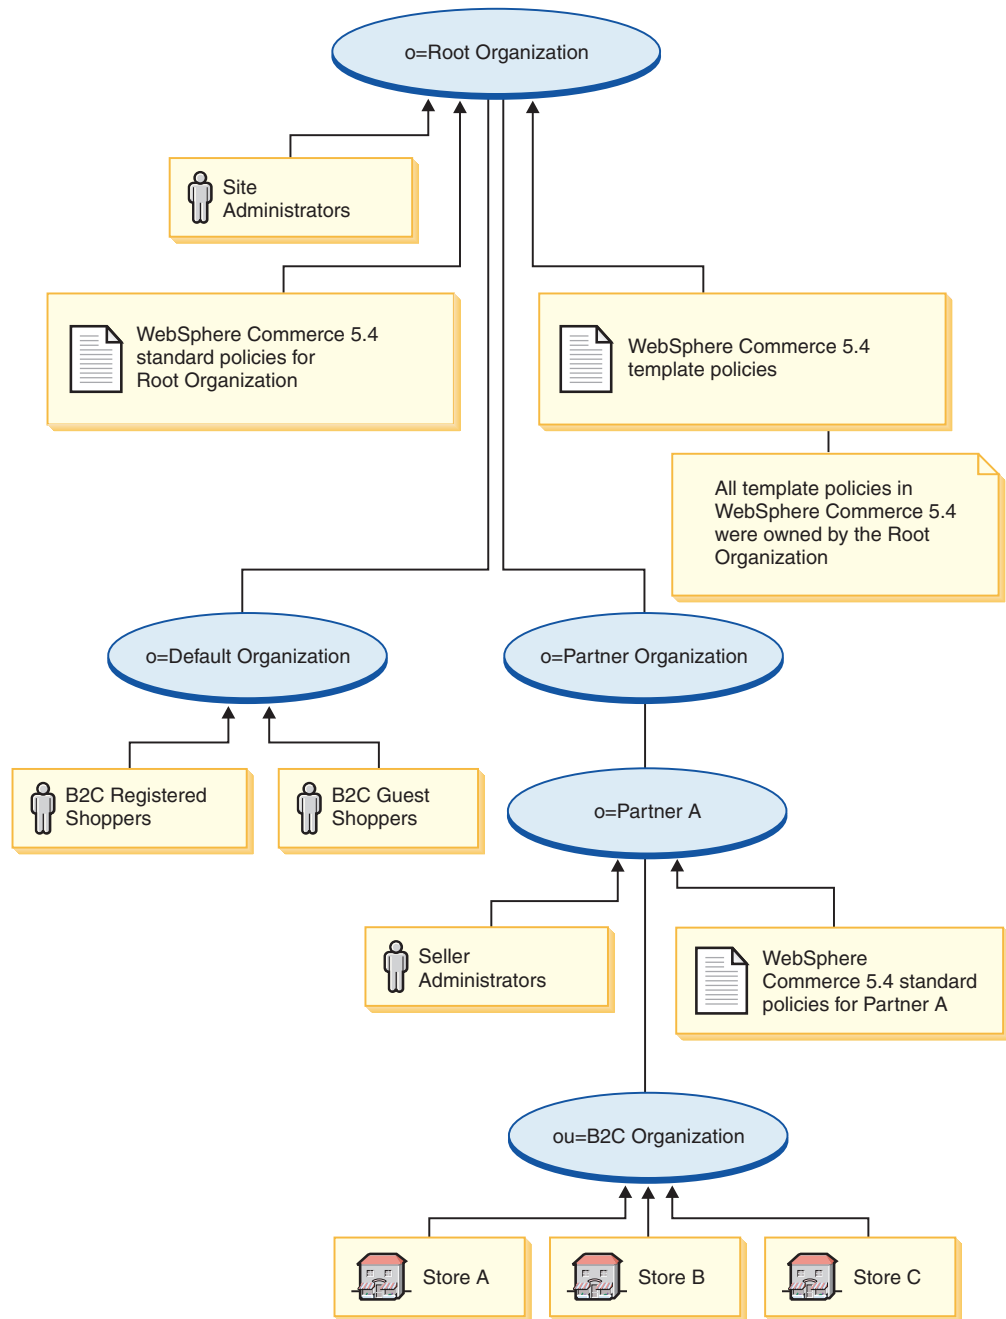 o=Root Organization
Site
Administrators
WebSphere Commerce 5.4
standard policies for
Root Organization
WebSphere Commerce 5.4
template policies
All template policies in
WebSphere Commerce 5.4
were owned by the Root
Organization
o=Default Organization
o=Partner Organization
B2C Registered
Shoppers
B2C Guest
Shoppers
o=Partner A
Seller
Administrators
WebSphere
Commerce 5.4 standard
policies for Partner A
ou=B2C Organization
Store A
Store B
Store C